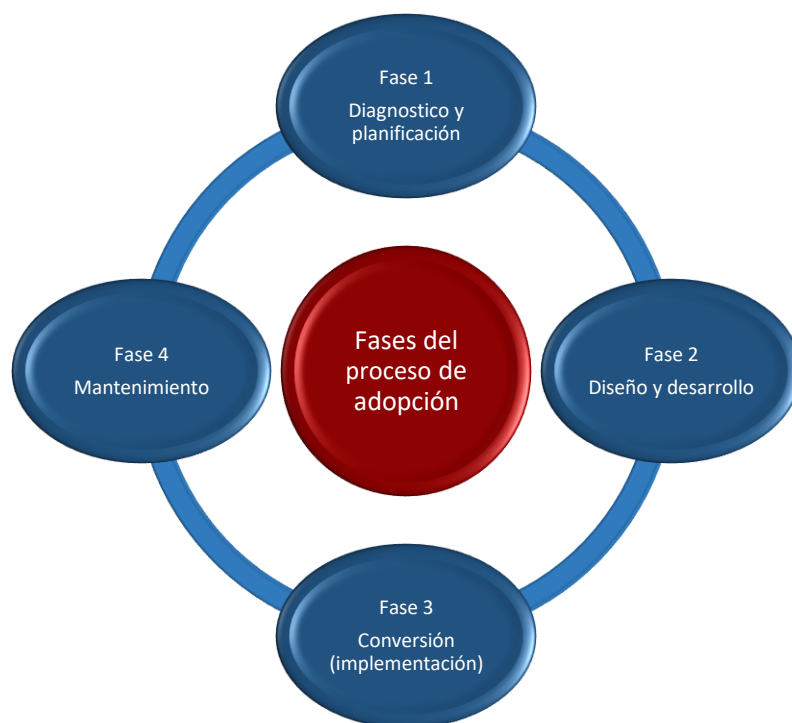 Fase 1
Diagnostico y
planificación
Fases del
proceso de
adopción
Fase 2
Diseño y desarrollo
Fase 3
Conversión
(implementación)
Fase 4
Mantenimiento